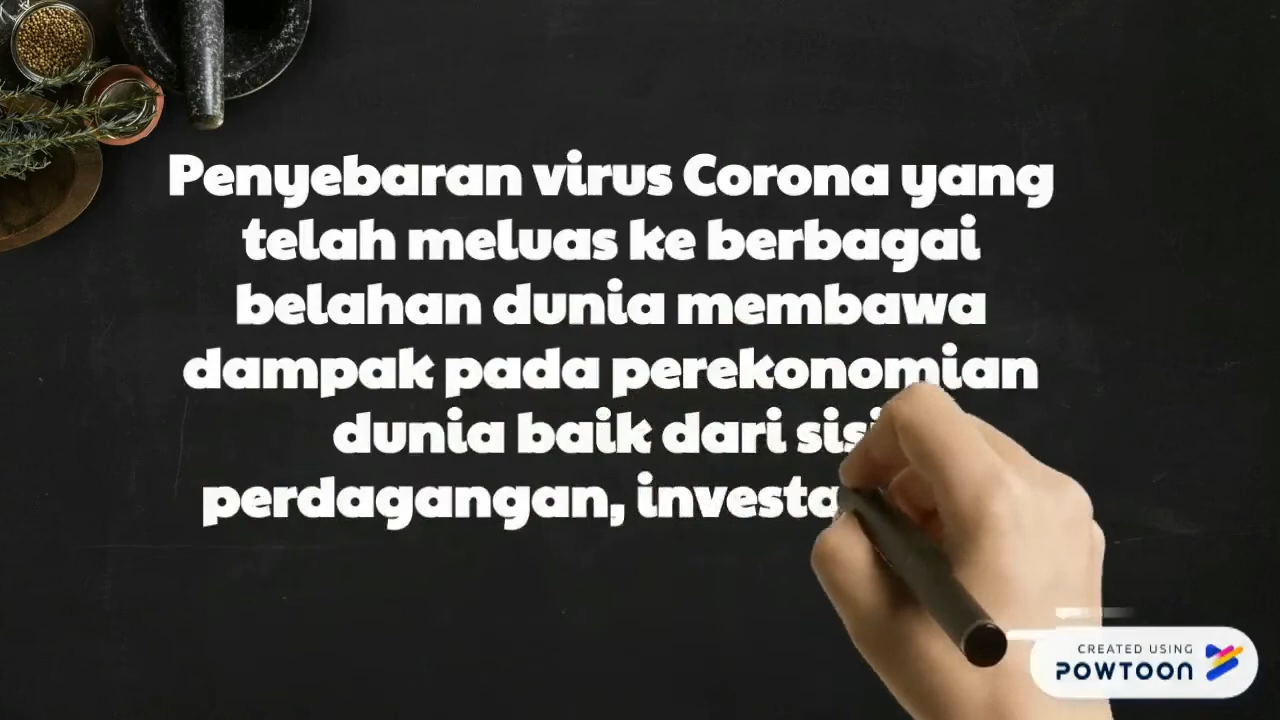 Penyebaran virus Corona yang
telah meluas ke berbagai
belahan dunia membawa
dampak pada perekonomian
dunia baik dari sisi
perdagangan, investa
CREATED USING
POWTOON